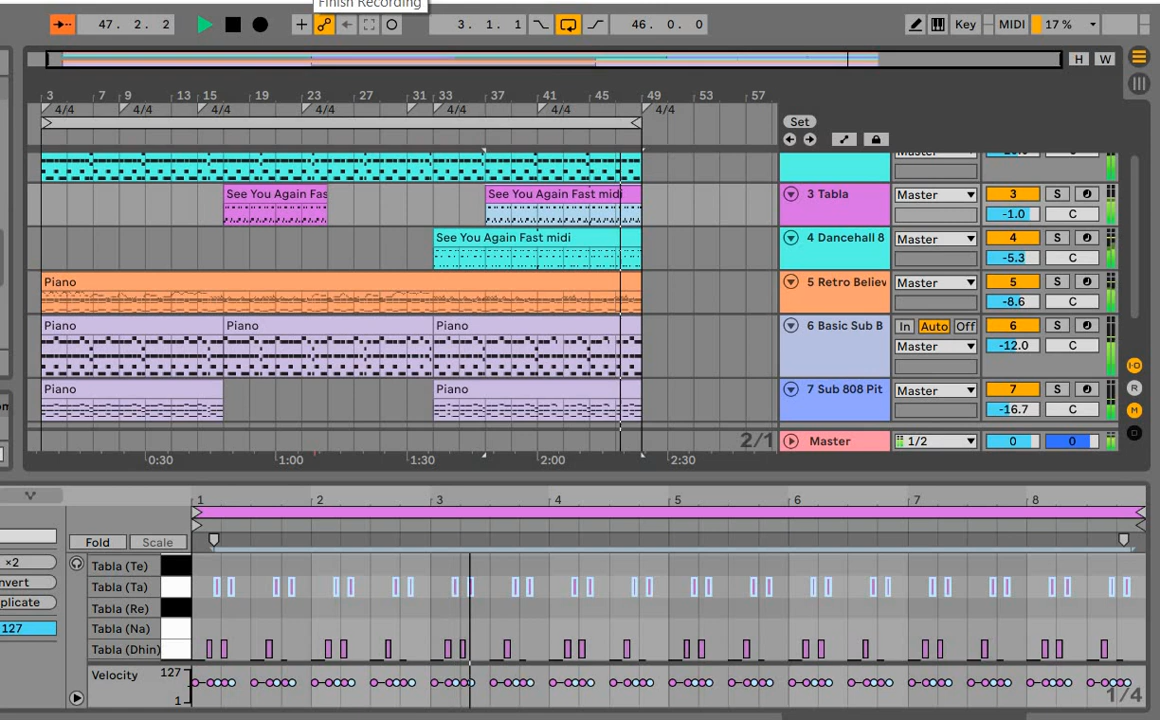 Finish Recording
47. 2. 2
3. 1. 1
46. 0. 0
Key
MIDI
17 %
H
W
3 7 9 13 15 19 23 27 31 33 37 41 45 49 53 57
4/4 4/4 4/4 4/4 4/4 4/4 4/4 4/4
Set
Master
See You Again Fas
See You Again Fast midi
3 Tabla
Master
3
S
-1.0
C
See You Again Fast midi
4 Dancehall 8
Master
4
S
-5.3
C
Piano
5 Retro Believ
Master
5
S
-8.6
C
Piano
Piano
Piano
6 Basic Sub B
In
Auto
Off
Master
6
S
-12.0
C
Piano
Piano
7 Sub 808 Pit
Master
7
S
-16.7
C
I·O
R
M
D
2/1
Master
1/2
0
0
0:30 1:00 1:30 2:00 2:30
1 2 3 4 5 6 7 8
Fold
Scale
×2
nvert
plicate
127
Tabla (Te)
Tabla (Ta)
Tabla (Re)
Tabla (Na)
Tabla (Dhin)
Velocity
127
1
1/4